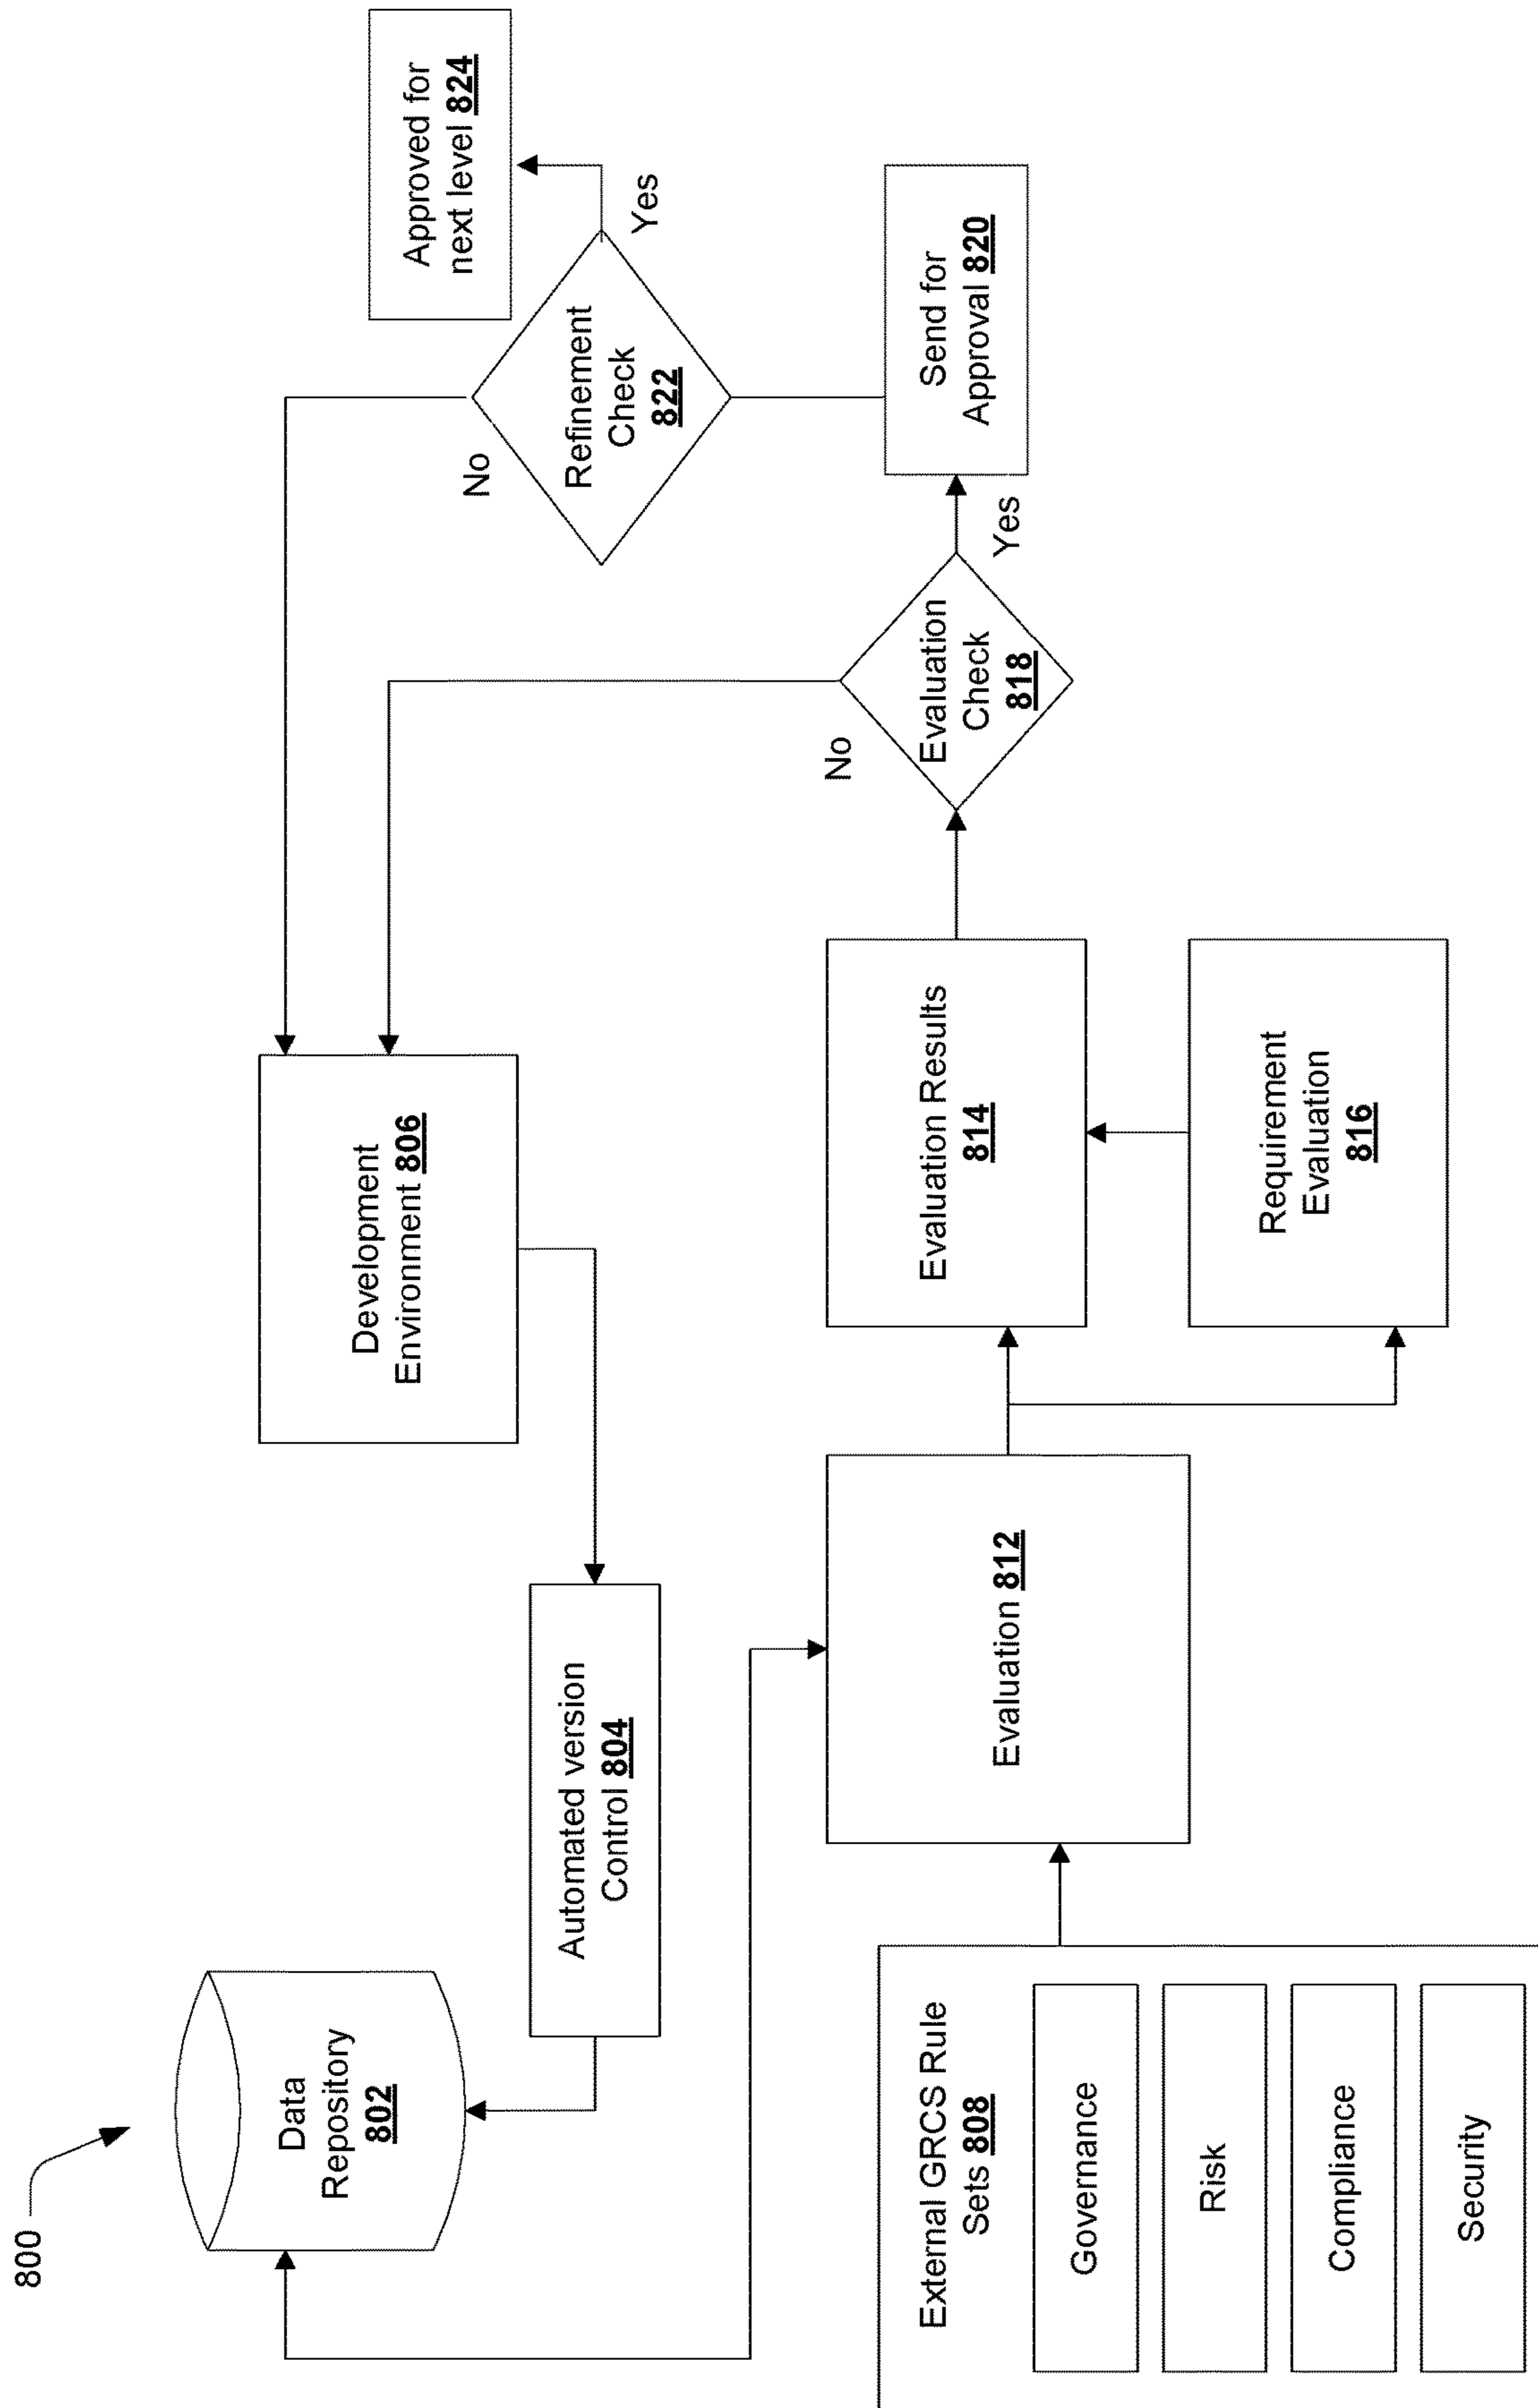 800
Data
Repository
802
Automated version
Control 804
Development
Environment 806
Approved for
next level 824
No
Refinement
Check
822
Yes
External GRCS Rule
Sets 808
Governance
Risk
Compliance
Security
Evaluation 812
Evaluation Results
814
Requirement
Evaluation
816
No
Evaluation
Check
818
Yes
Send for
Approval 820